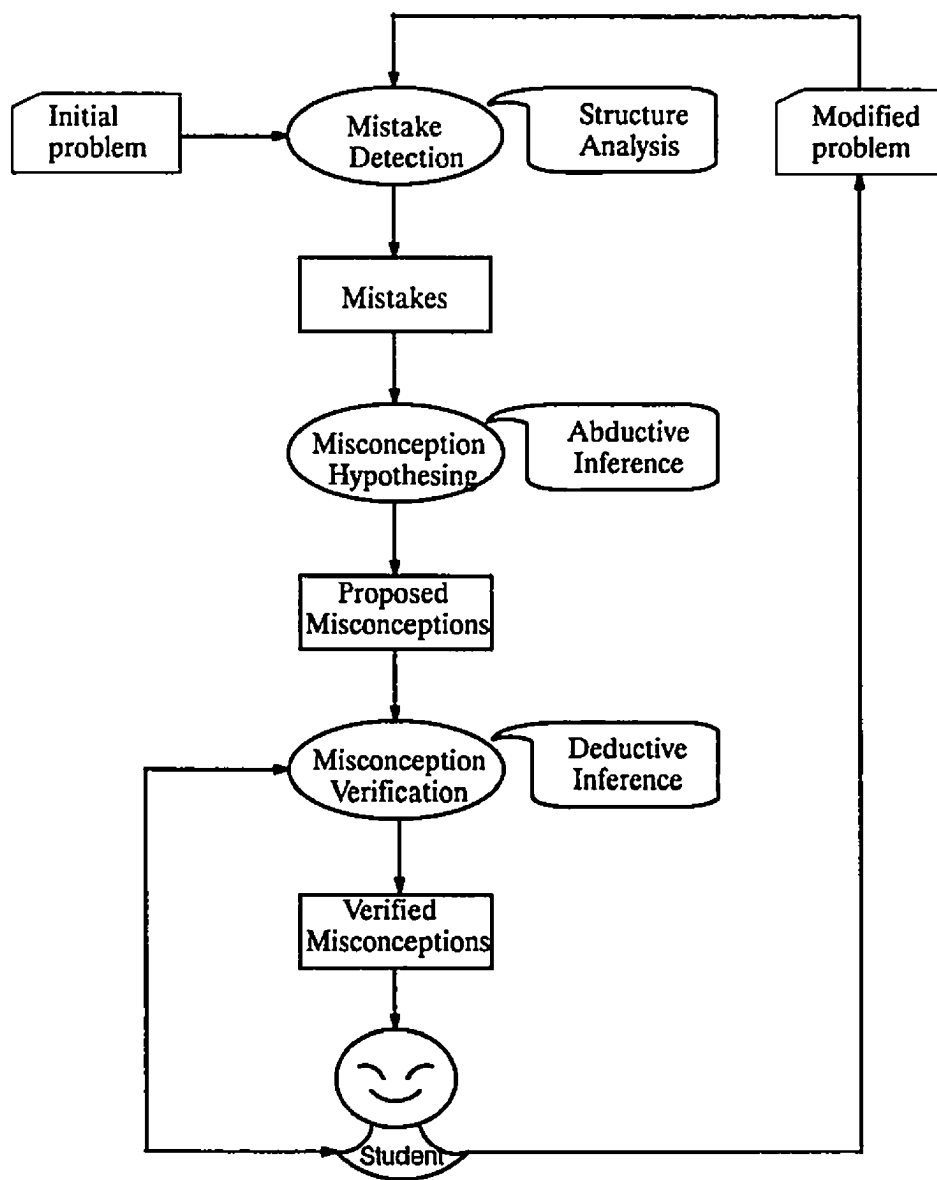 Initial
problem
Mistake
Detection
Structure
Analysis
Modified
problem
Mistakes
Misconception
Hypothesing
Abductive
Inference
Proposed
Misconceptions
Misconception
Verification
Deductive
Inference
Verified
Misconceptions
Student